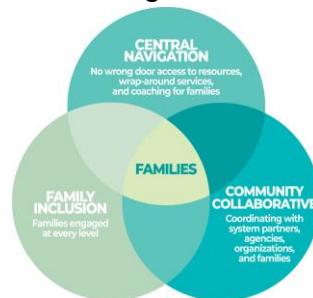 CENTRAL
NAVIGATION
No wrong door access to resources,
wrap-around services,
and coaching for families
FAMILIES
FAMILY
INCLUSION
Families engaged
at every level
COMMUNITY
COLLABORATIVE
Coordinating with
system partners,
agencies,
organizations,
and families